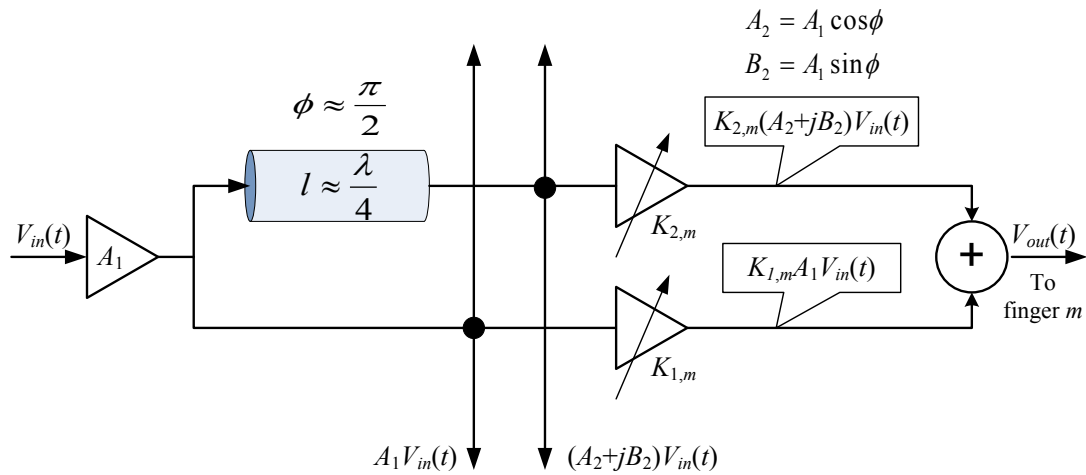 A₂ = A₁ cosϕ
B₂ = A₁ sinϕ
ϕ ≈ π/2
K₂,ₘ(A₂+jB₂)Vᵢₙ(t)
l ≈ λ/4
Vᵢₙ(t)
A₁
K₂,ₘ
K₁,ₘA₁Vᵢₙ(t)
+
Vₒᵤₜ(t)
To
finger m
K₁,ₘ
A₁Vᵢₙ(t)
(A₂+jB₂)Vᵢₙ(t)